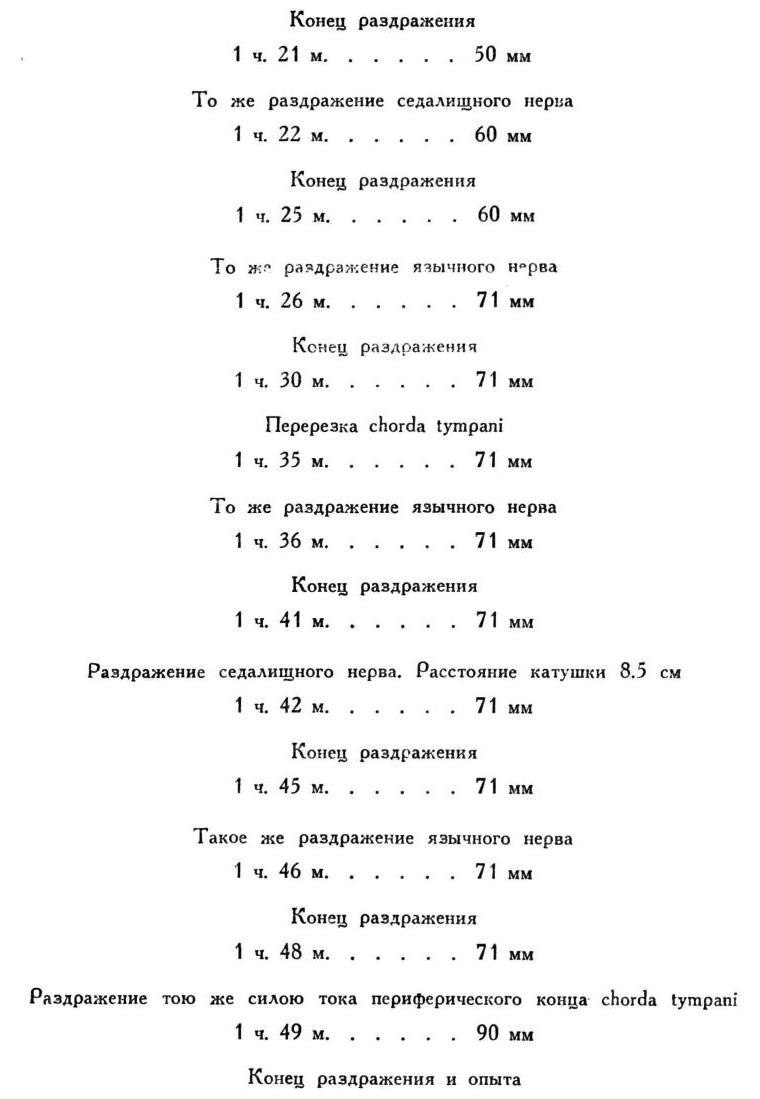 Конец раздражения
1 ч. 21 м. . . . . . 50 мм
То же раздражение седалищного нерва
1 ч. 22 м. . . . . . 60 мм
Конец раздражения
1 ч. 25 м. . . . . . 60 мм
То же раздражение язычного нерва
1 ч. 26 м. . . . . . 71 мм
Конец раздражения
1 ч. 30 м. . . . . . 71 мм
Перерезка chorda tympani
1 ч. 35 м. . . . . . 71 мм
То же раздражение язычного нерва
1 ч. 36 м. . . . . . 71 мм
Конец раздражения
1 ч. 41 м. . . . . . 71 мм
Раздражение седалищного нерва. Расстояние катушки 8.5 см
1 ч. 42 м. . . . . . 71 мм
Конец раздражения
1 ч. 45 м. . . . . . 71 мм
Такое же раздражение язычного нерва
1 ч. 46 м. . . . . . 71 мм
Конец раздражения
1 ч. 48 м. . . . . . 71 мм
Раздражение тою же силою тока периферического конца chorda tympani
1 ч. 49 м. . . . . . 90 мм
Конец раздражения и опыта